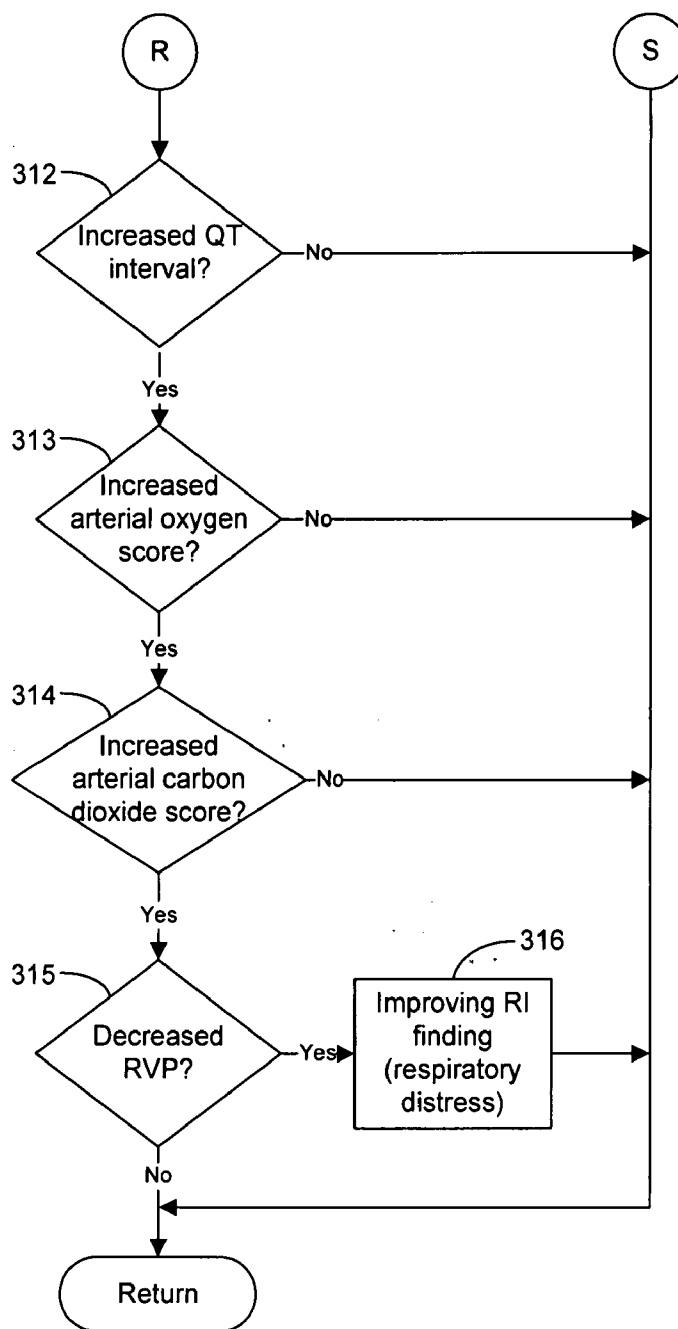 R
S
312
Increased QT
interval?
No
Yes
313
Increased
arterial oxygen
score?
No
Yes
314
Increased
arterial carbon
dioxide score?
No
Yes
315
316
Decreased
RVP?
Yes
Improving RI
finding
(respiratory
distress)
No
Return